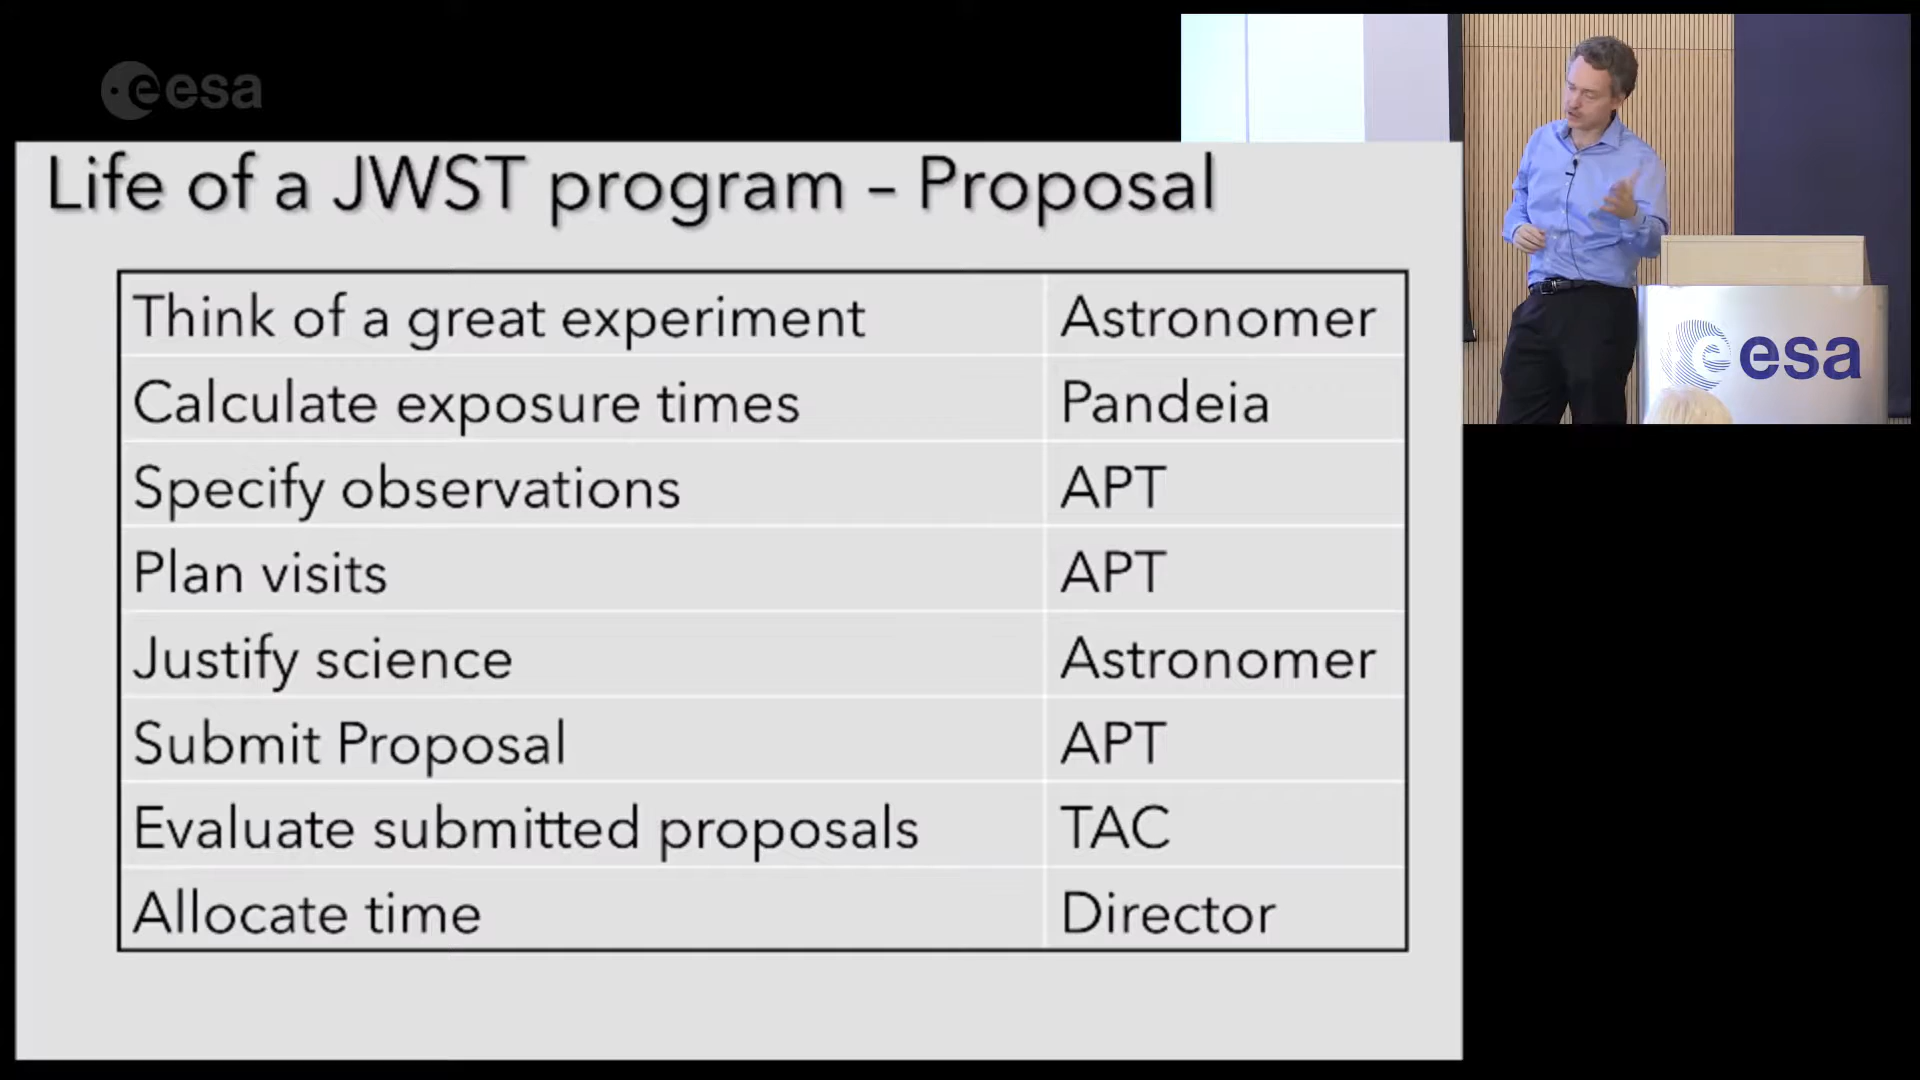 esa
Life of a JWST program – Proposal
Think of a great experiment Astronomer
Calculate exposure times Pandeia
Specify observations APT
Plan visits APT
Justify science Astronomer
Submit Proposal APT
Evaluate submitted proposals TAC
Allocate time Director
esa